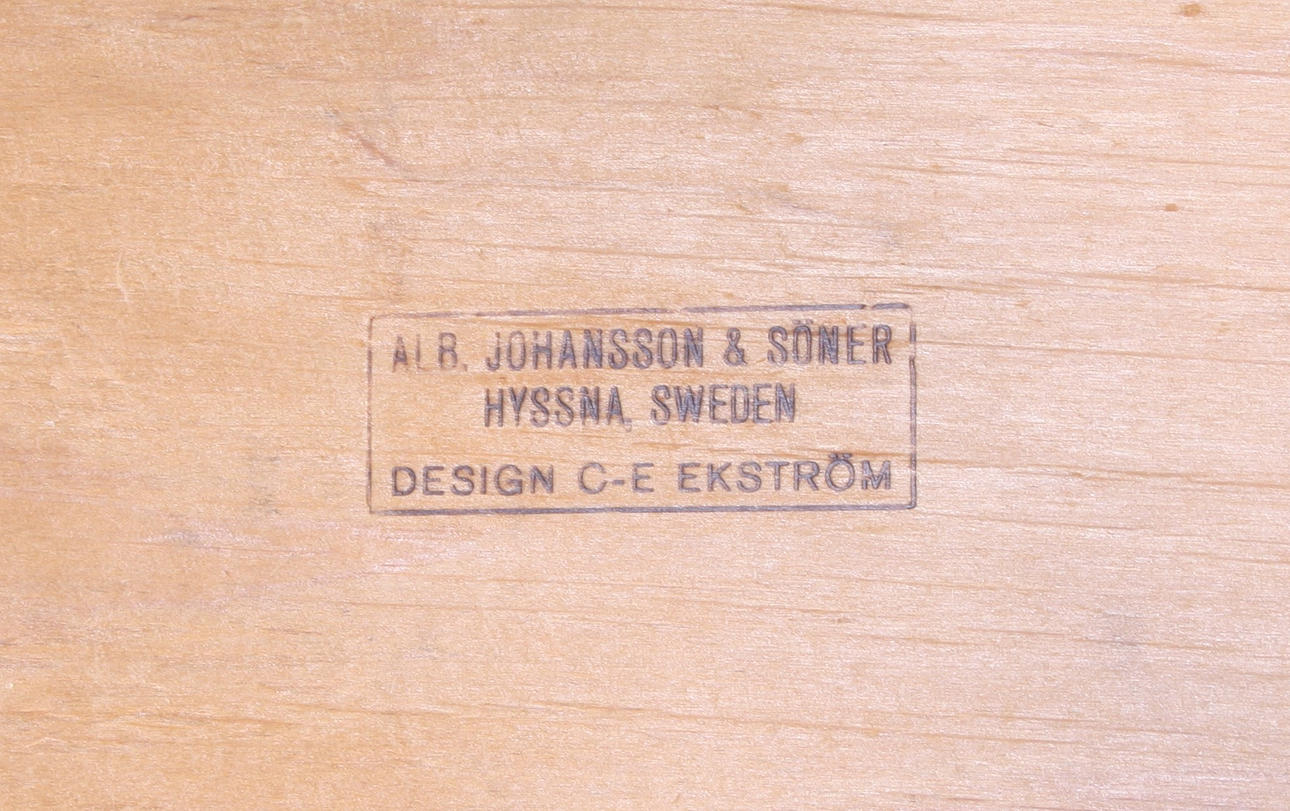 ALB. JOHANSSON & SÖNER
HYSSNA, SWEDEN
DESIGN C-E EKSTRÖM